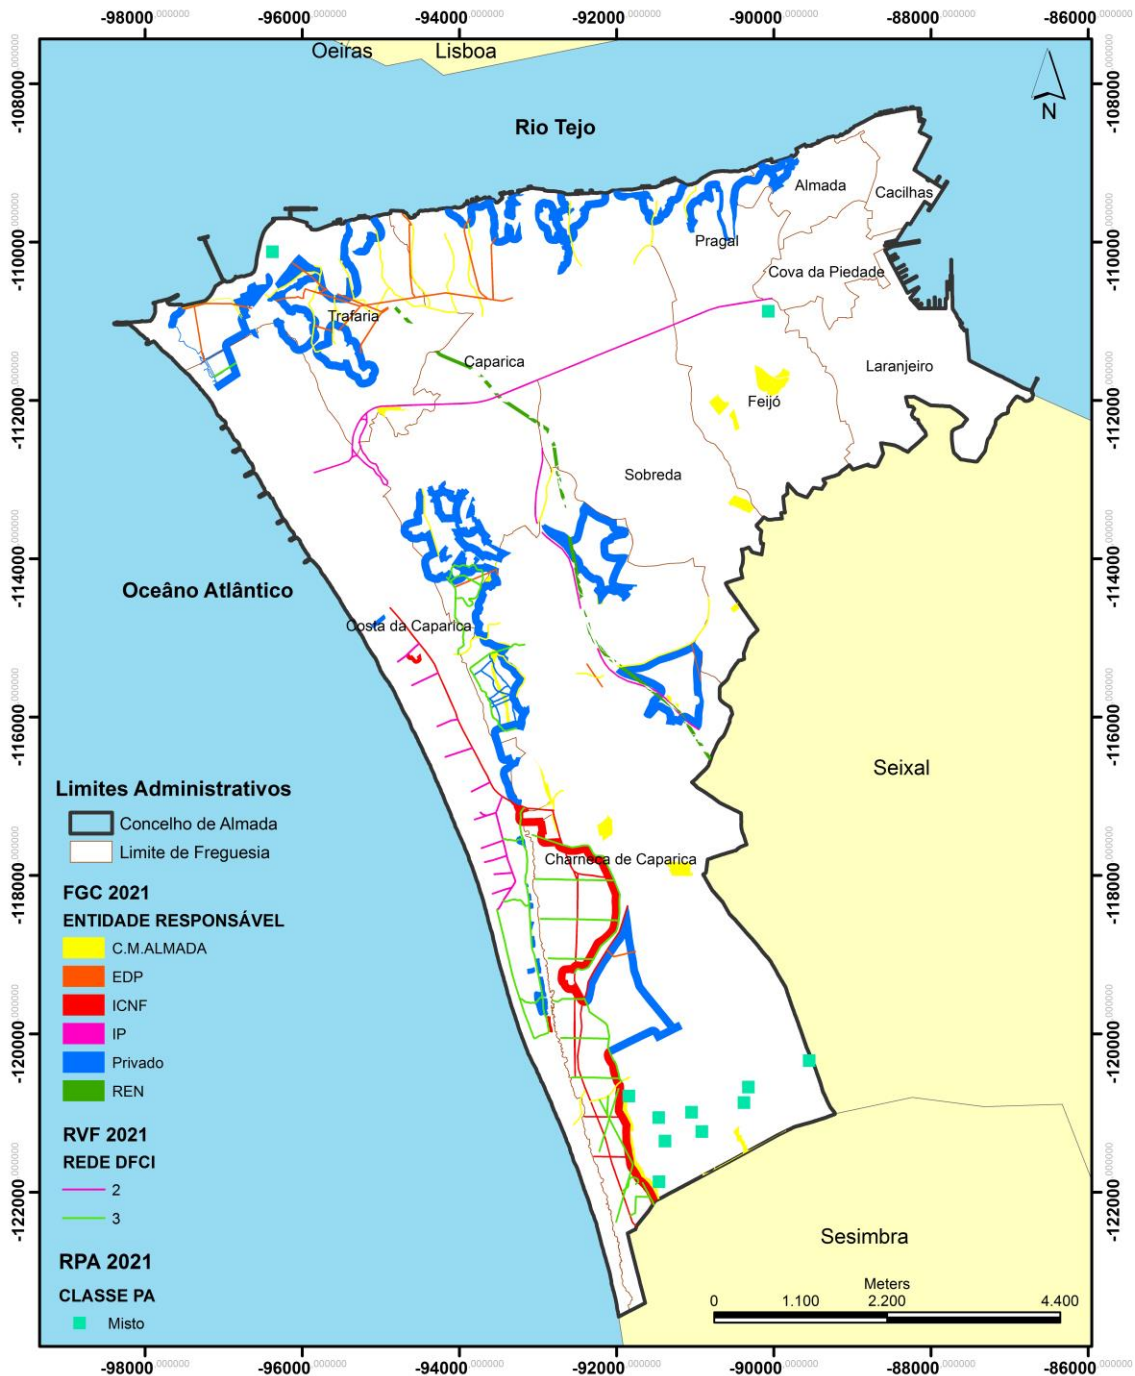 -98000,000000 -96000,000000 -94000,000000 -92000,000000 -90000,000000 -88000,000000 -86000,000000
Oeiras
Lisboa
N
Rio Tejo
Almada
Cacilhas
Pragal
Cova da Piedade
Trafaria
Caparica
Laranjeiro
Feijó
Sobreda
Oceâno Atlântico
Costa da Caparica
Seixal
Charneca de Caparica
Sesimbra
-108000,000000
-110000,000000
-112000,000000
-114000,000000
-116000,000000
-118000,000000
-120000,000000
-122000,000000
-108000,000000
-110000,000000
-112000,000000
-114000,000000
-116000,000000
-118000,000000
-120000,000000
-122000,000000
Limites Administrativos
Concelho de Almada
Limite de Freguesia
FGC 2021
ENTIDADE RESPONSÁVEL
C.M.ALMADA
EDP
ICNF
IP
Privado
REN
RVF 2021
REDE DFCI
2
3
RPA 2021
CLASSE PA
Misto
Meters
0 1.100 2.200 4.400
-98000,000000 -96000,000000 -94000,000000 -92000,000000 -90000,000000 -88000,000000 -86000,000000